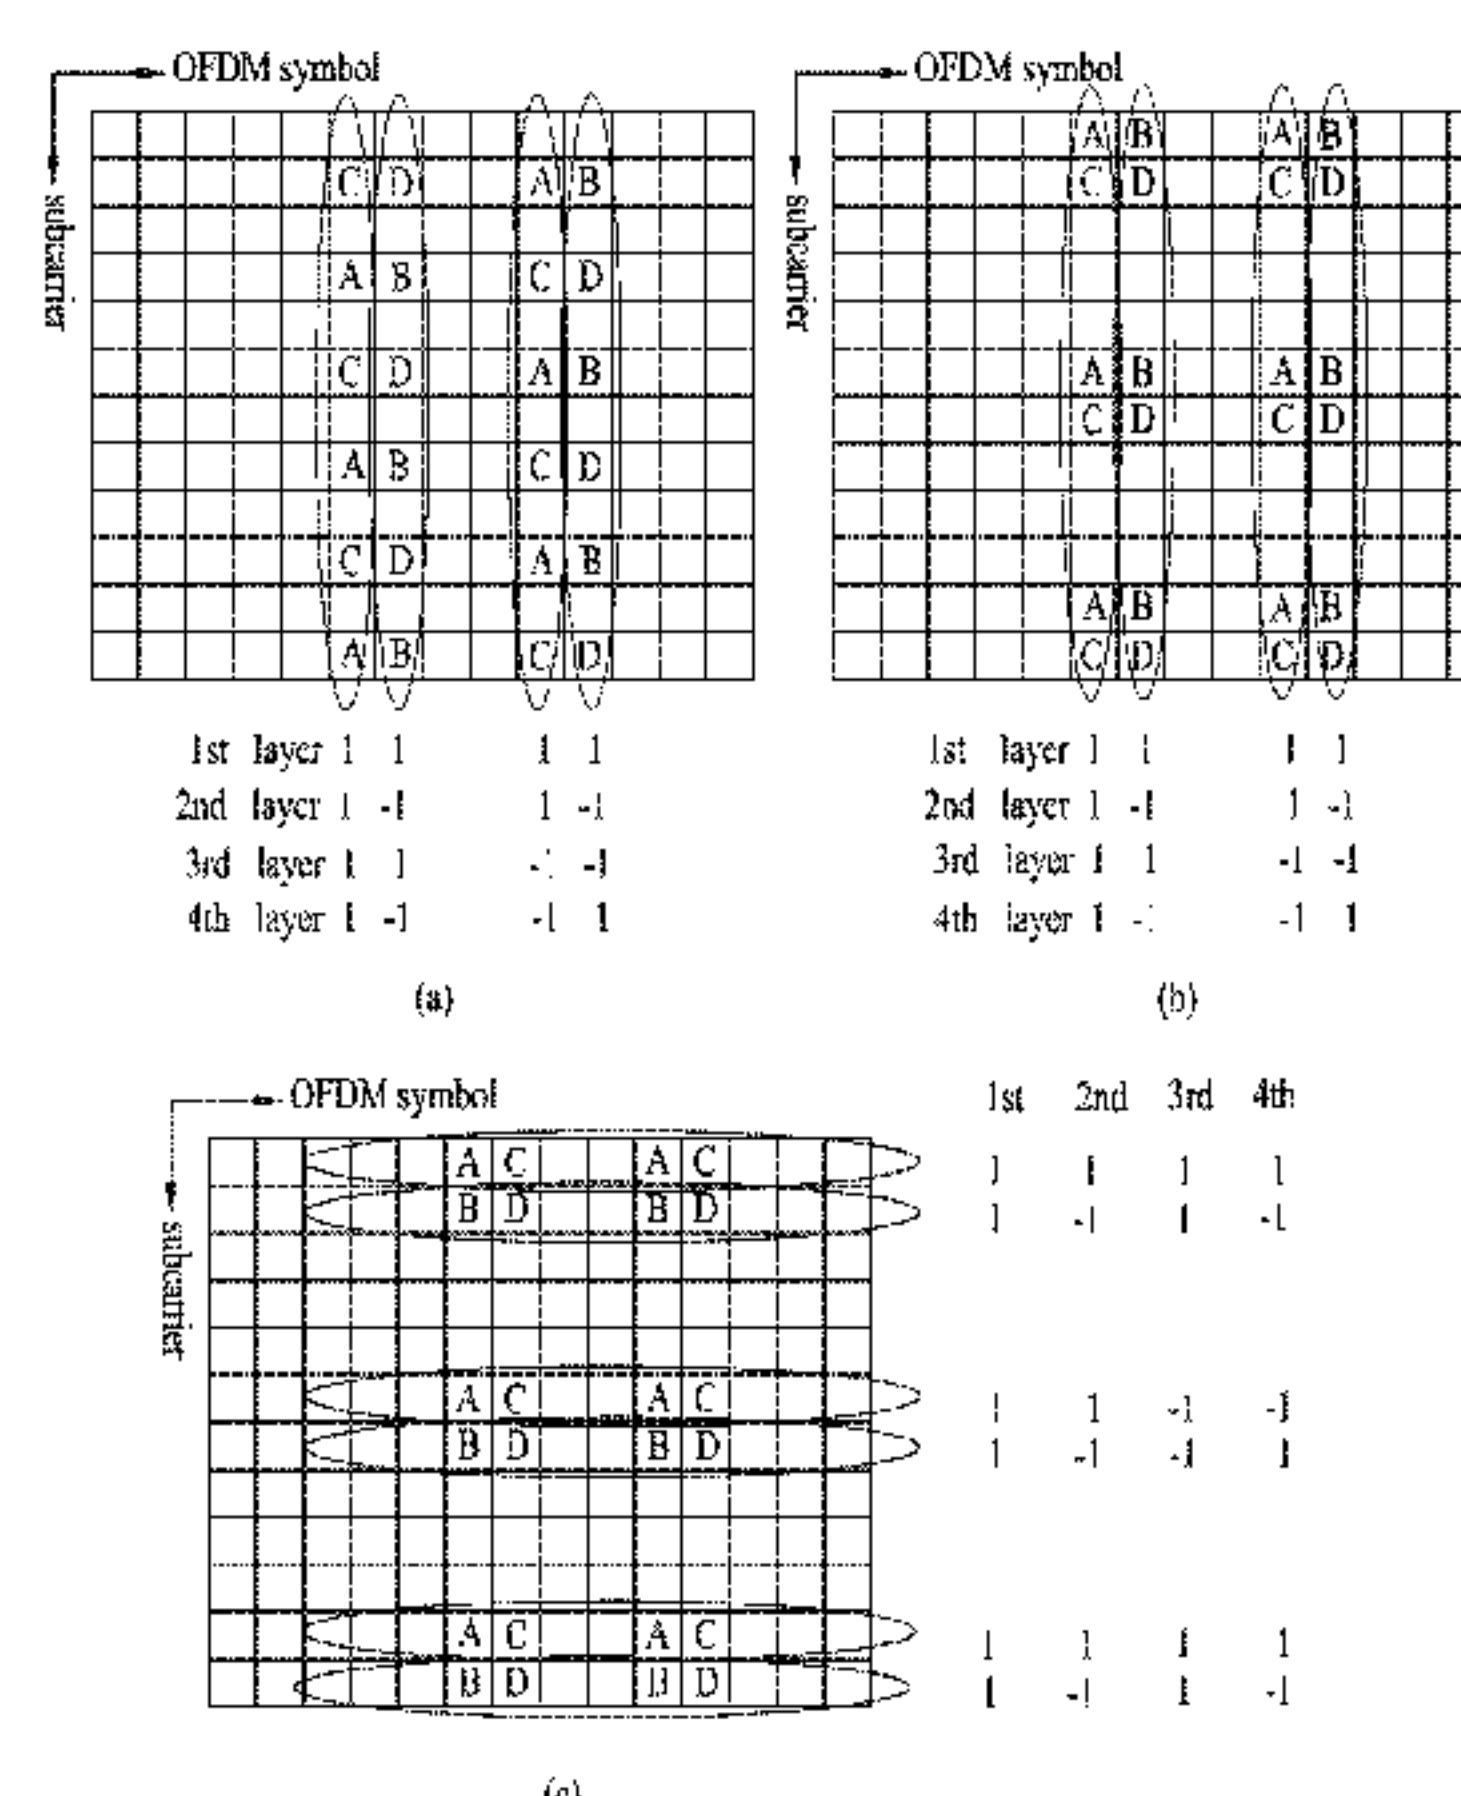 OFDM symbol
subcarrier
C D A B
A B C D
C D A B
A B C D
C D A B
A B C D
1st layer 1 1 1 1
2nd layer 1 -1 1 -1
3rd layer 1 1 -1 -1
4th layer 1 -1 -1 1
(a)
OFDM symbol
subcarrier
A B A B
C D C D
A B A B
C D C D
A B A B
C D C D
1st layer 1 1 1 1
2nd layer 1 -1 1 -1
3rd layer 1 1 -1 -1
4th layer 1 -1 -1 1
(b)
OFDM symbol
subcarrier
1st 2nd 3rd 4th
A C A C 1 1 1 1
B D B D 1 -1 1 -1
A C A C 1 1 -1 -1
B D B D 1 -1 -1 1
A C A C 1 1 1 1
B D B D 1 -1 1 -1
(c)